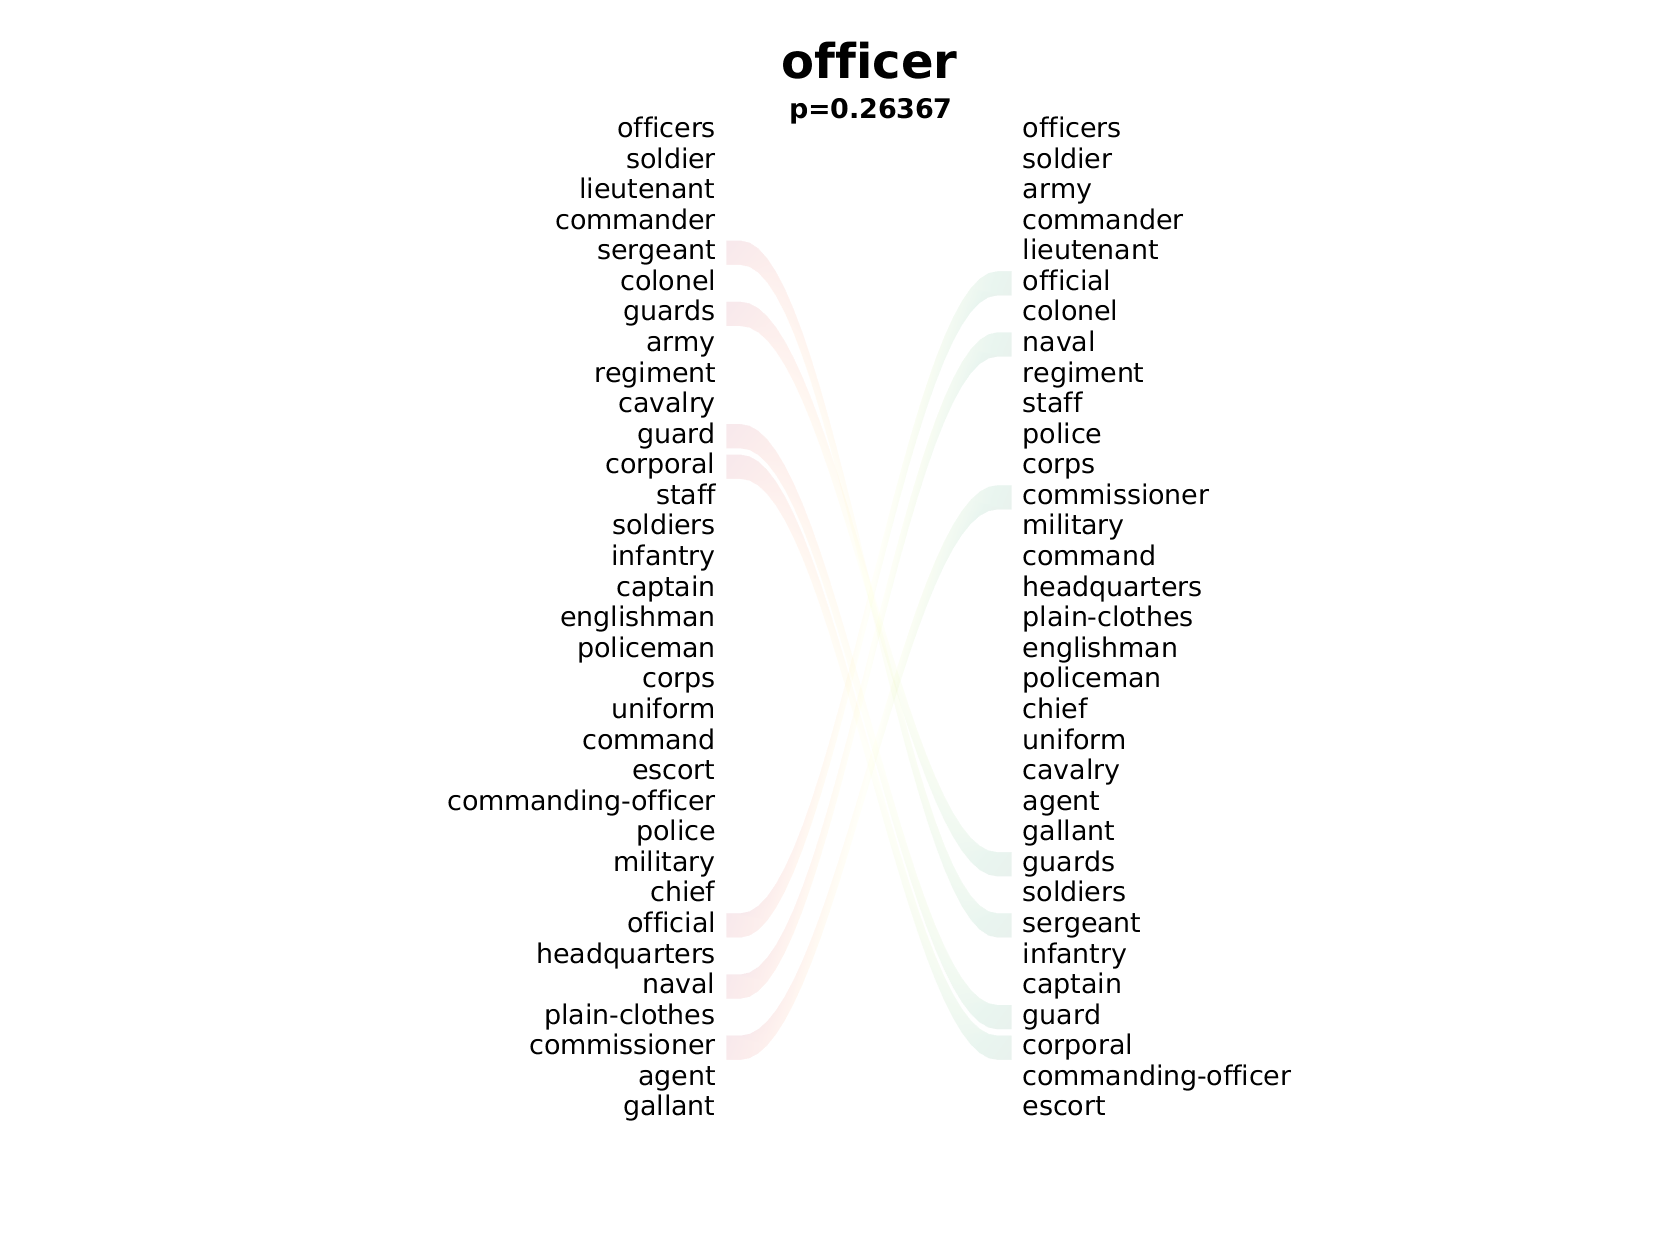 officer
p=0.26367
officers
soldier
lieutenant
commander
sergeant
colonel
guards
army
regiment
cavalry
guard
corporal
staff
soldiers
infantry
captain
englishman
policeman
corps
uniform
command
escort
commanding-officer
police
military
chief
official
headquarters
naval
plain-clothes
commissioner
agent
gallant
officers
soldier
army
commander
lieutenant
official
colonel
naval
regiment
staff
police
corps
commissioner
military
command
headquarters
plain-clothes
englishman
policeman
chief
uniform
cavalry
agent
gallant
guards
soldiers
sergeant
infantry
captain
guard
corporal
commanding-officer
escort